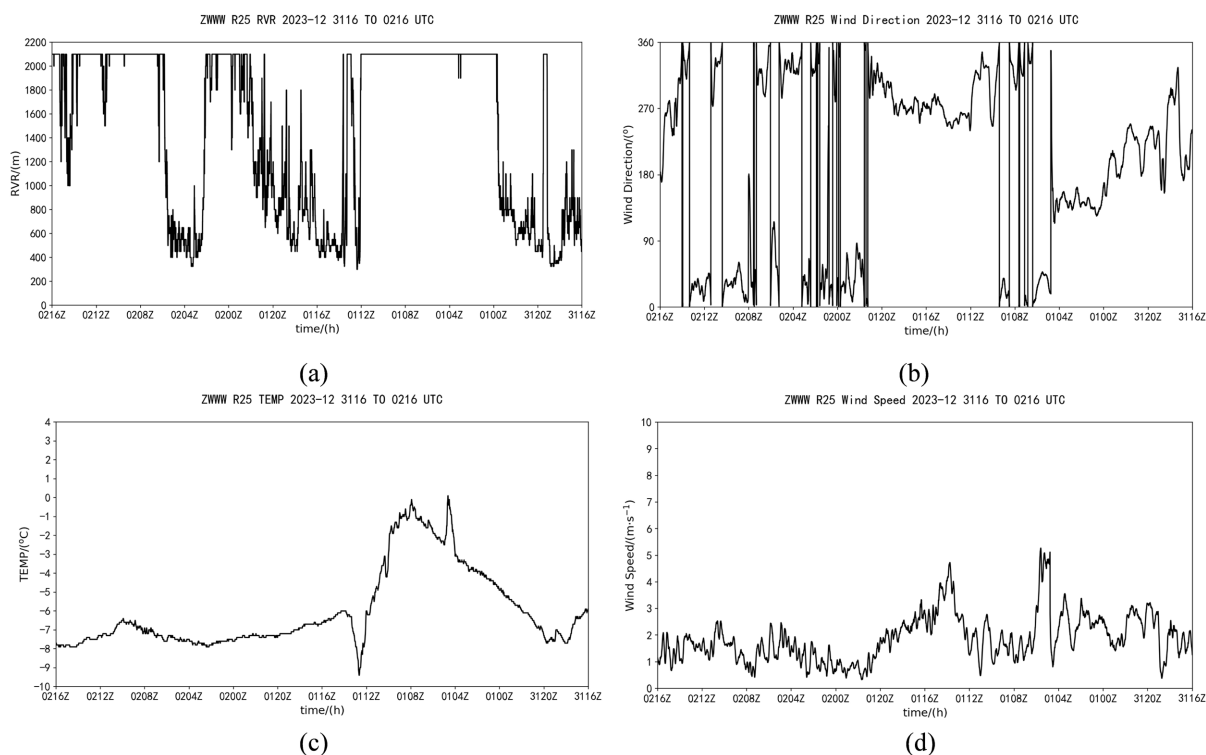 ZWWW R25 RVR 2023-12 3116 TO 0216 UTC
2200
2000
1800
1600
1400
1200
1000
800
600
400
200
0
RVR/(m)
0216Z 0212Z 0208Z 0204Z 0200Z 0120Z 0116Z 0112Z 0108Z 0104Z 0100Z 3120Z 3116Z
time/(h)
(a)
ZWWW R25 Wind Direction 2023-12 3116 TO 0216 UTC
360
270
180
90
0
Wind Direction/(°)
0216Z 0212Z 0208Z 0204Z 0200Z 0120Z 0116Z 0112Z 0108Z 0104Z 0100Z 3120Z 3116Z
time/(h)
(b)
ZWWW R25 TEMP 2023-12 3116 TO 0216 UTC
4
3
2
1
0
−1
−2
−3
−4
−5
−6
−7
−8
−9
−10
TEMP/(°C)
0216Z 0212Z 0208Z 0204Z 0200Z 0120Z 0116Z 0112Z 0108Z 0104Z 0100Z 3120Z 3116Z
time/(h)
(c)
ZWWW R25 Wind Speed 2023-12 3116 TO 0216 UTC
10
9
8
7
6
5
4
3
2
1
0
Wind Speed/(m·s⁻¹)
0216Z 0212Z 0208Z 0204Z 0200Z 0120Z 0116Z 0112Z 0108Z 0104Z 0100Z 3120Z 3116Z
time/(h)
(d)